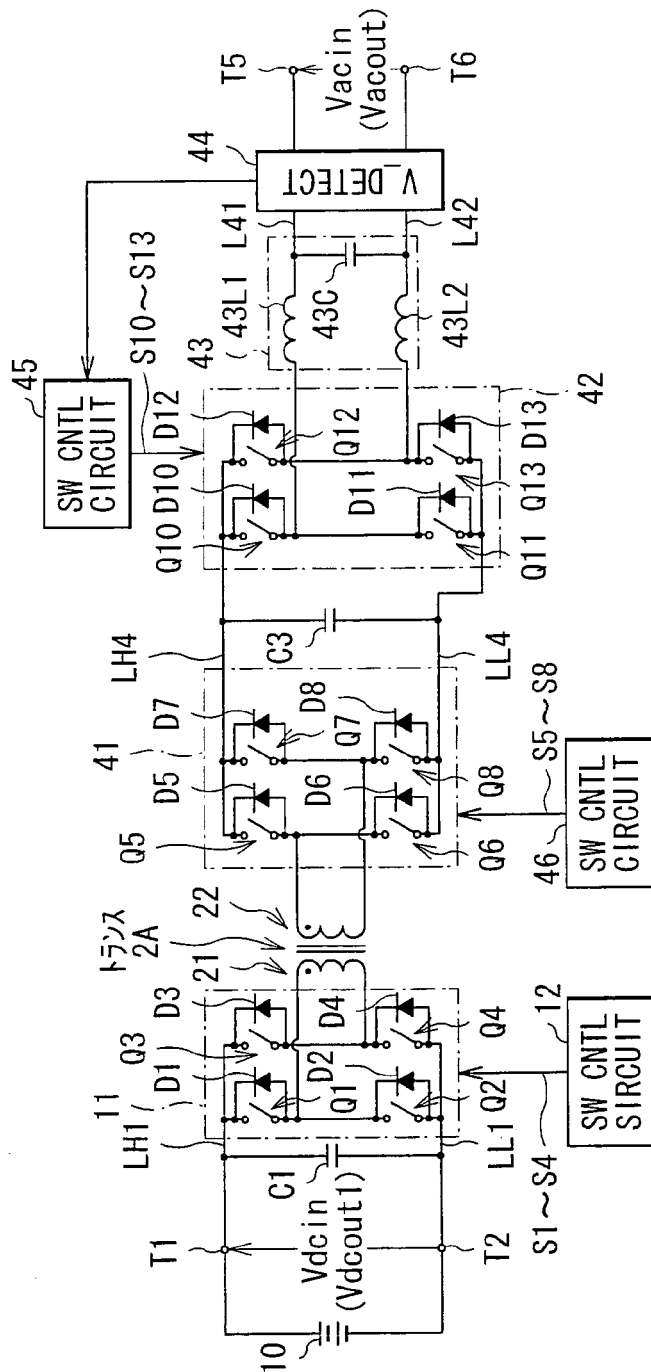 T1
10
Vdcin
(Vdcout1)
T2
C1
LH1
LL1
11
D1
Q1
D2
Q2
Q3
D3
D4
Q4
S1〜S4
12
SW CNTL
SIRCUIT
トランス
2A
21
22
41
Q5
D5
D6
Q6
D7
Q7
D8
Q8
S5〜S8
46
SW CNTL
CIRCUIT
LH4
C3
LL4
Q10
D10
D11
Q11
D12
Q12
D13
Q13
42
45
SW CNTL
CIRCUIT
S10〜S13
43
43L1
43C
43L2
L41
L42
44
V_DETECT
T5
Vacin
(Vacout)
T6